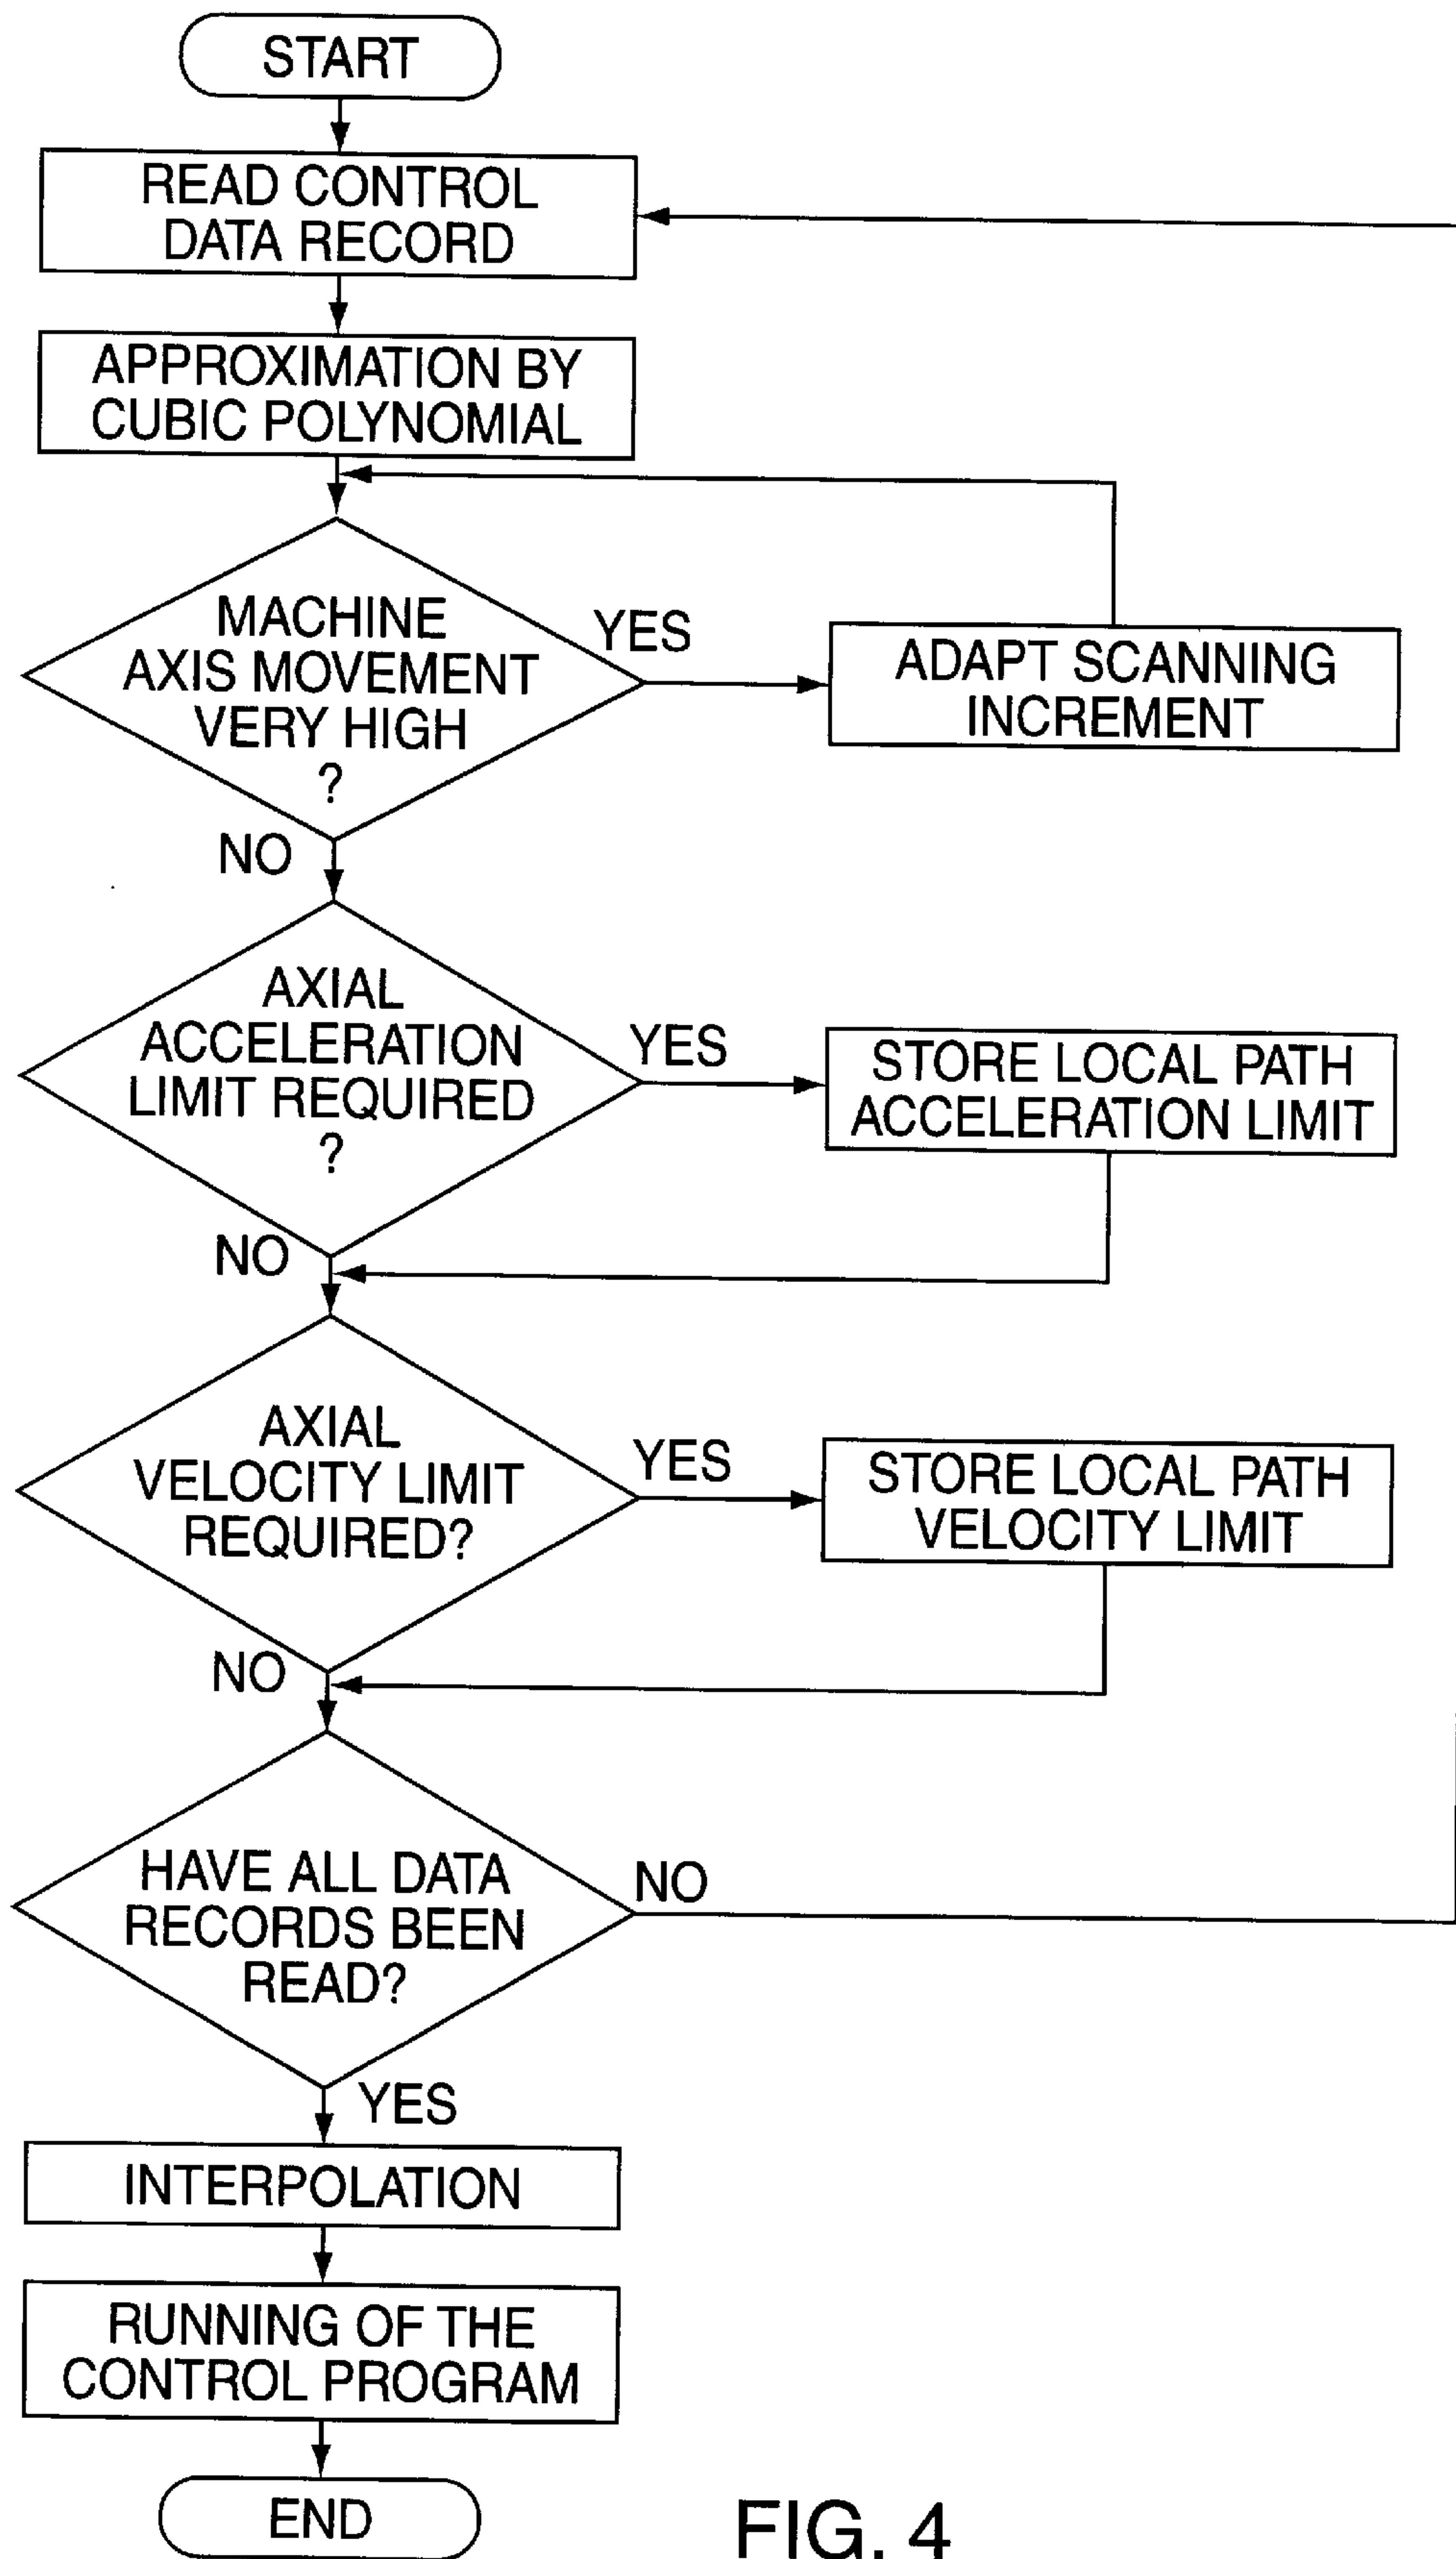 START
READ CONTROL
DATA RECORD
APPROXIMATION BY
CUBIC POLYNOMIAL
MACHINE
AXIS MOVEMENT
VERY HIGH
?
YES
ADAPT SCANNING
INCREMENT
NO
AXIAL
ACCELERATION
LIMIT REQUIRED
?
YES
STORE LOCAL PATH
ACCELERATION LIMIT
NO
AXIAL
VELOCITY LIMIT
REQUIRED?
YES
STORE LOCAL PATH
VELOCITY LIMIT
NO
HAVE ALL DATA
RECORDS BEEN
READ?
NO
YES
INTERPOLATION
RUNNING OF THE
CONTROL PROGRAM
END
FIG. 4